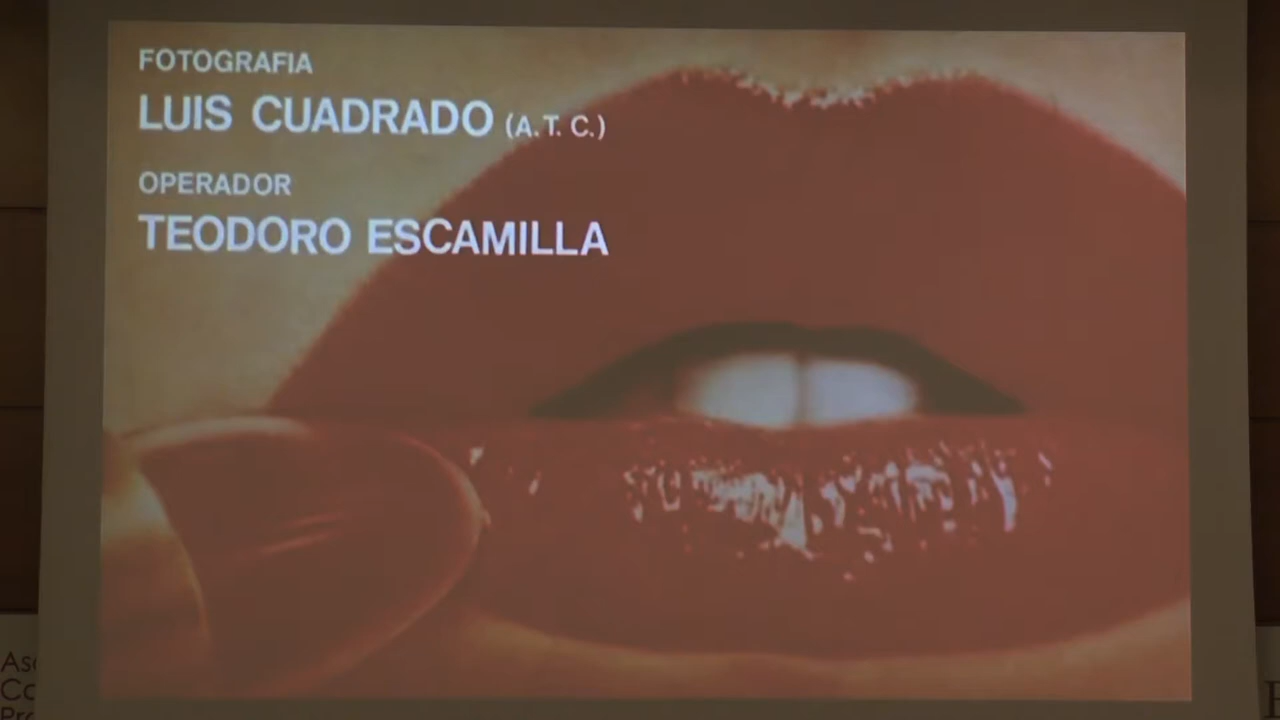 FOTOGRAFIA
LUIS CUADRADO (A. T. C.)
OPERADOR
TEODORO ESCAMILLA